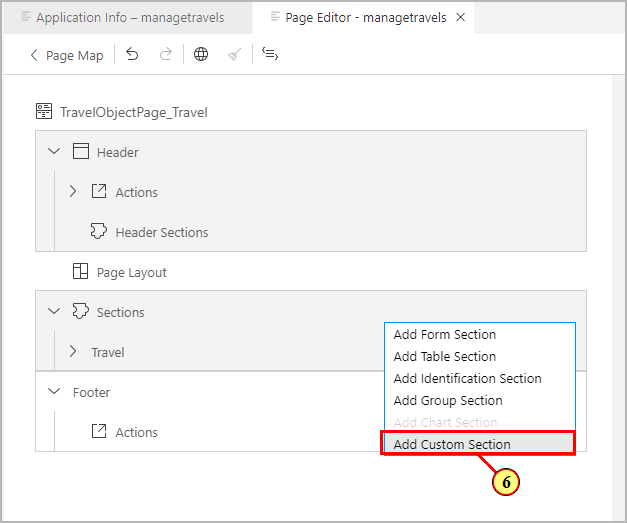 Application Info – managetravels
Page Editor - managetravels
Page Map
TravelObjectPage_Travel
Header
Actions
Header Sections
Page Layout
Sections
Travel
Footer
Actions
Add Form Section
Add Table Section
Add Identification Section
Add Group Section
Add Chart Section
Add Custom Section
6